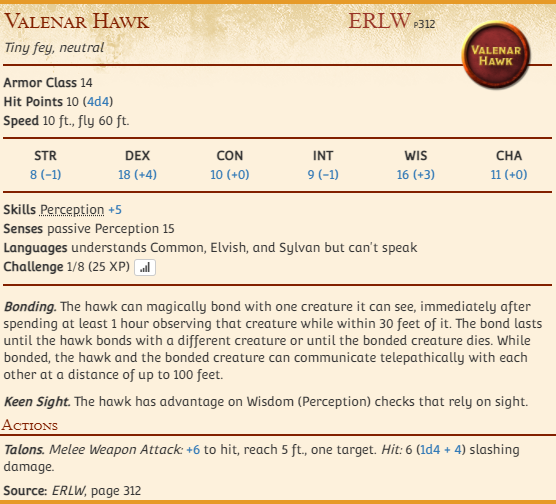 Valenar Hawk
ERLW p312
Tiny fey, neutral
Valenar
Hawk
Armor Class 14
Hit Points 10 (4d4)
Speed 10 ft., fly 60 ft.
STR DEX CON INT WIS CHA
8 (−1) 18 (+4) 10 (+0) 9 (−1) 16 (+3) 11 (+0)
Skills Perception +5
Senses passive Perception 15
Languages understands Common, Elvish, and Sylvan but can't speak
Challenge 1/8 (25 XP)
Bonding. The hawk can magically bond with one creature it can see, immediately after
spending at least 1 hour observing that creature while within 30 feet of it. The bond lasts
until the hawk bonds with a different creature or until the bonded creature dies. While
bonded, the hawk and the bonded creature can communicate telepathically with each
other at a distance of up to 100 feet.
Keen Sight. The hawk has advantage on Wisdom (Perception) checks that rely on sight.
Actions
Talons. Melee Weapon Attack: +6 to hit, reach 5 ft., one target. Hit: 6 (1d4 + 4) slashing
damage.
Source: ERLW, page 312